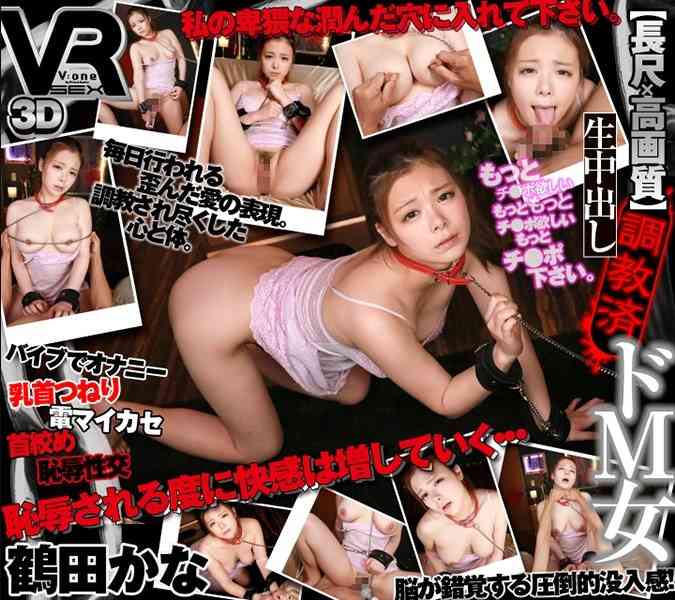 VR
V:one
SEX
3D
私の卑猥な潤んだ穴に入れて下さい。
【長尺×高画質】
生中出し
調教済
ドM女
毎日行われる
歪んだ愛の表現。
調教され尽くした
心と体。
もっと
チ●ポ欲しい
もっともっと
チ●ポ欲しい
もっと
チ●ポ
下さい。
バイブでオナニー
乳首つねり
電マイカセ
首絞め
恥辱性交
恥辱される度に快感は増していく…
鶴田かな
脳が錯覚する圧倒的没入感!